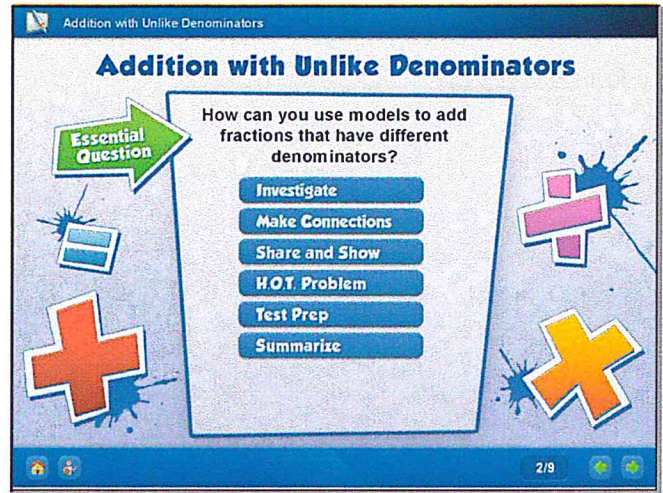 Addition with Unlike Denominators
Addition with Unlike Denominators
Essential
Question
How can you use models to add
fractions that have different
denominators?
Investigate
Make Connections
Share and Show
H.O.T. Problem
Test Prep
Summarize
2/9